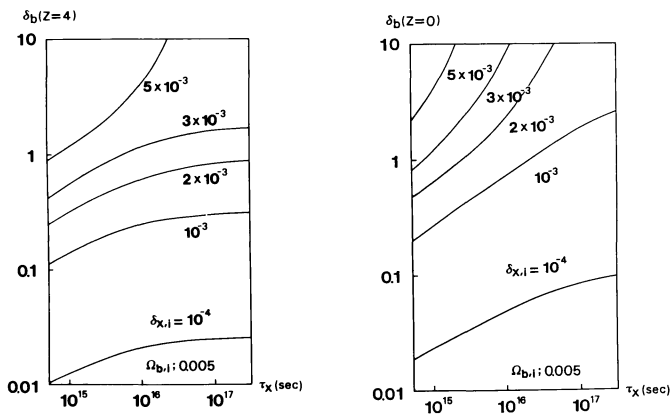 δb(Z=4)
10
1
0.1
0.01
5×10⁻³
3×10⁻³
2×10⁻³
10⁻³
δx,i = 10⁻⁴
Ωb,i ; 0.005
10¹⁵
10¹⁶
10¹⁷
τx (sec)
δb(Z=0)
10
1
0.1
0.01
5×10⁻³
3×10⁻³
2×10⁻³
10⁻³
δx,i = 10⁻⁴
Ωb,i ; 0.005
10¹⁵
10¹⁶
10¹⁷
τx (sec)